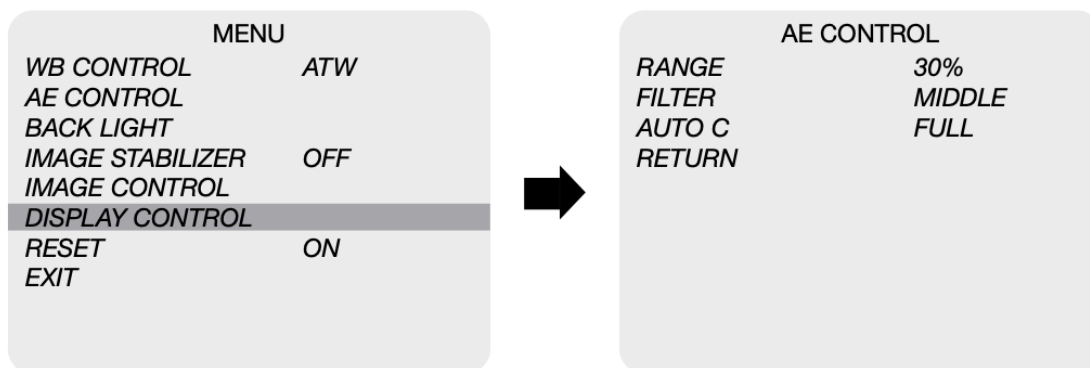 MENU
WB CONTROL ATW
AE CONTROL
BACK LIGHT
IMAGE STABILIZER OFF
IMAGE CONTROL
DISPLAY CONTROL
RESET ON
EXIT
AE CONTROL
RANGE 30%
FILTER MIDDLE
AUTO C FULL
RETURN